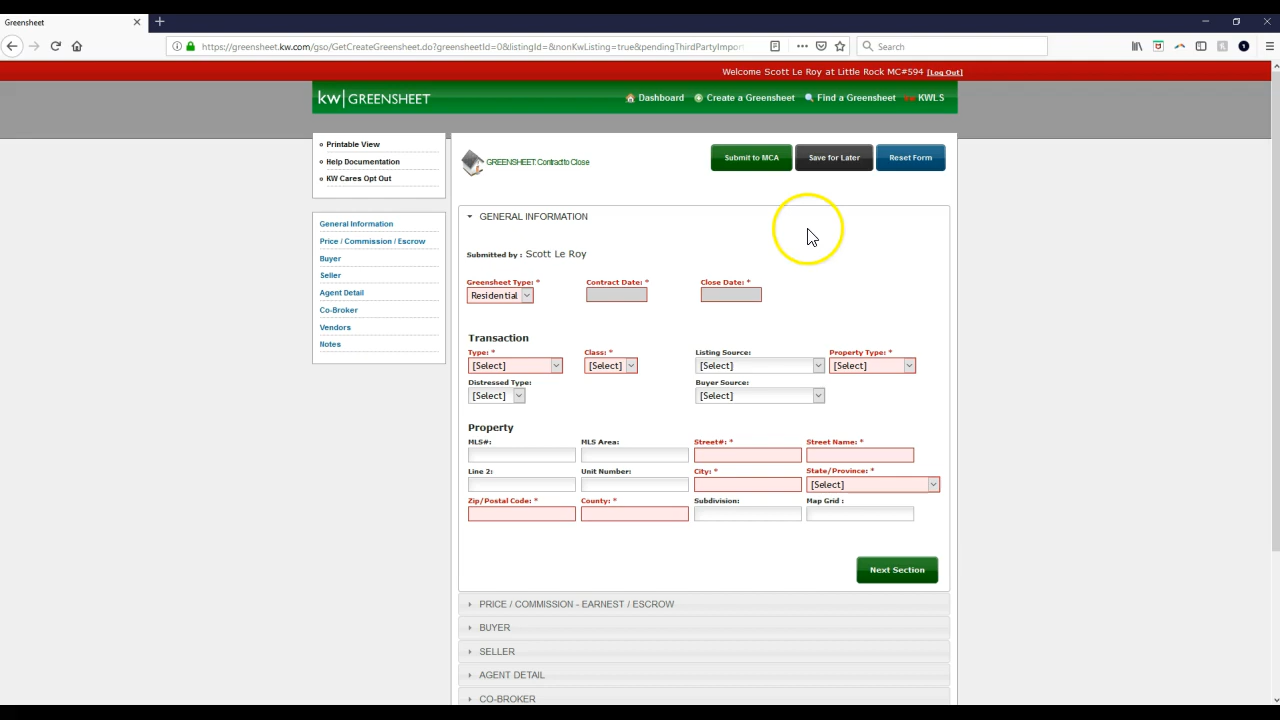 Greensheet
https://greensheet.kw.com/gso/GetCreateGreensheet.do?greensheetId=0&listingId=&nonKwListing=true&pendingThirdPartyImpor
Search
Welcome Scott Le Roy at Little Rock MC#594 [Log Out]
kw GREENSHEET
Dashboard Create a Greensheet Find a Greensheet KWLS
Printable View
Help Documentation
KW Cares Opt Out
General Information
Price / Commission / Escrow
Buyer
Seller
Agent Detail
Co-Broker
Vendors
Notes
GREENSHEET: Contract to Close
Submit to MCA Save for Later Reset Form
GENERAL INFORMATION
Submitted by : Scott Le Roy
Greensheet Type: * Contract Date: * Close Date: *
Residential
Transaction
Type: * Class: * Listing Source: Property Type: *
[Select] [Select] [Select] [Select]
Distressed Type: Buyer Source:
[Select] [Select]
Property
MLS#: MLS Area: Street#: * Street Name: *
Line 2: Unit Number: City: * State/Province: *
[Select]
Zip/Postal Code: * County: * Subdivision: Map Grid :
Next Section
PRICE / COMMISSION - EARNEST / ESCROW
BUYER
SELLER
AGENT DETAIL
CO-BROKER